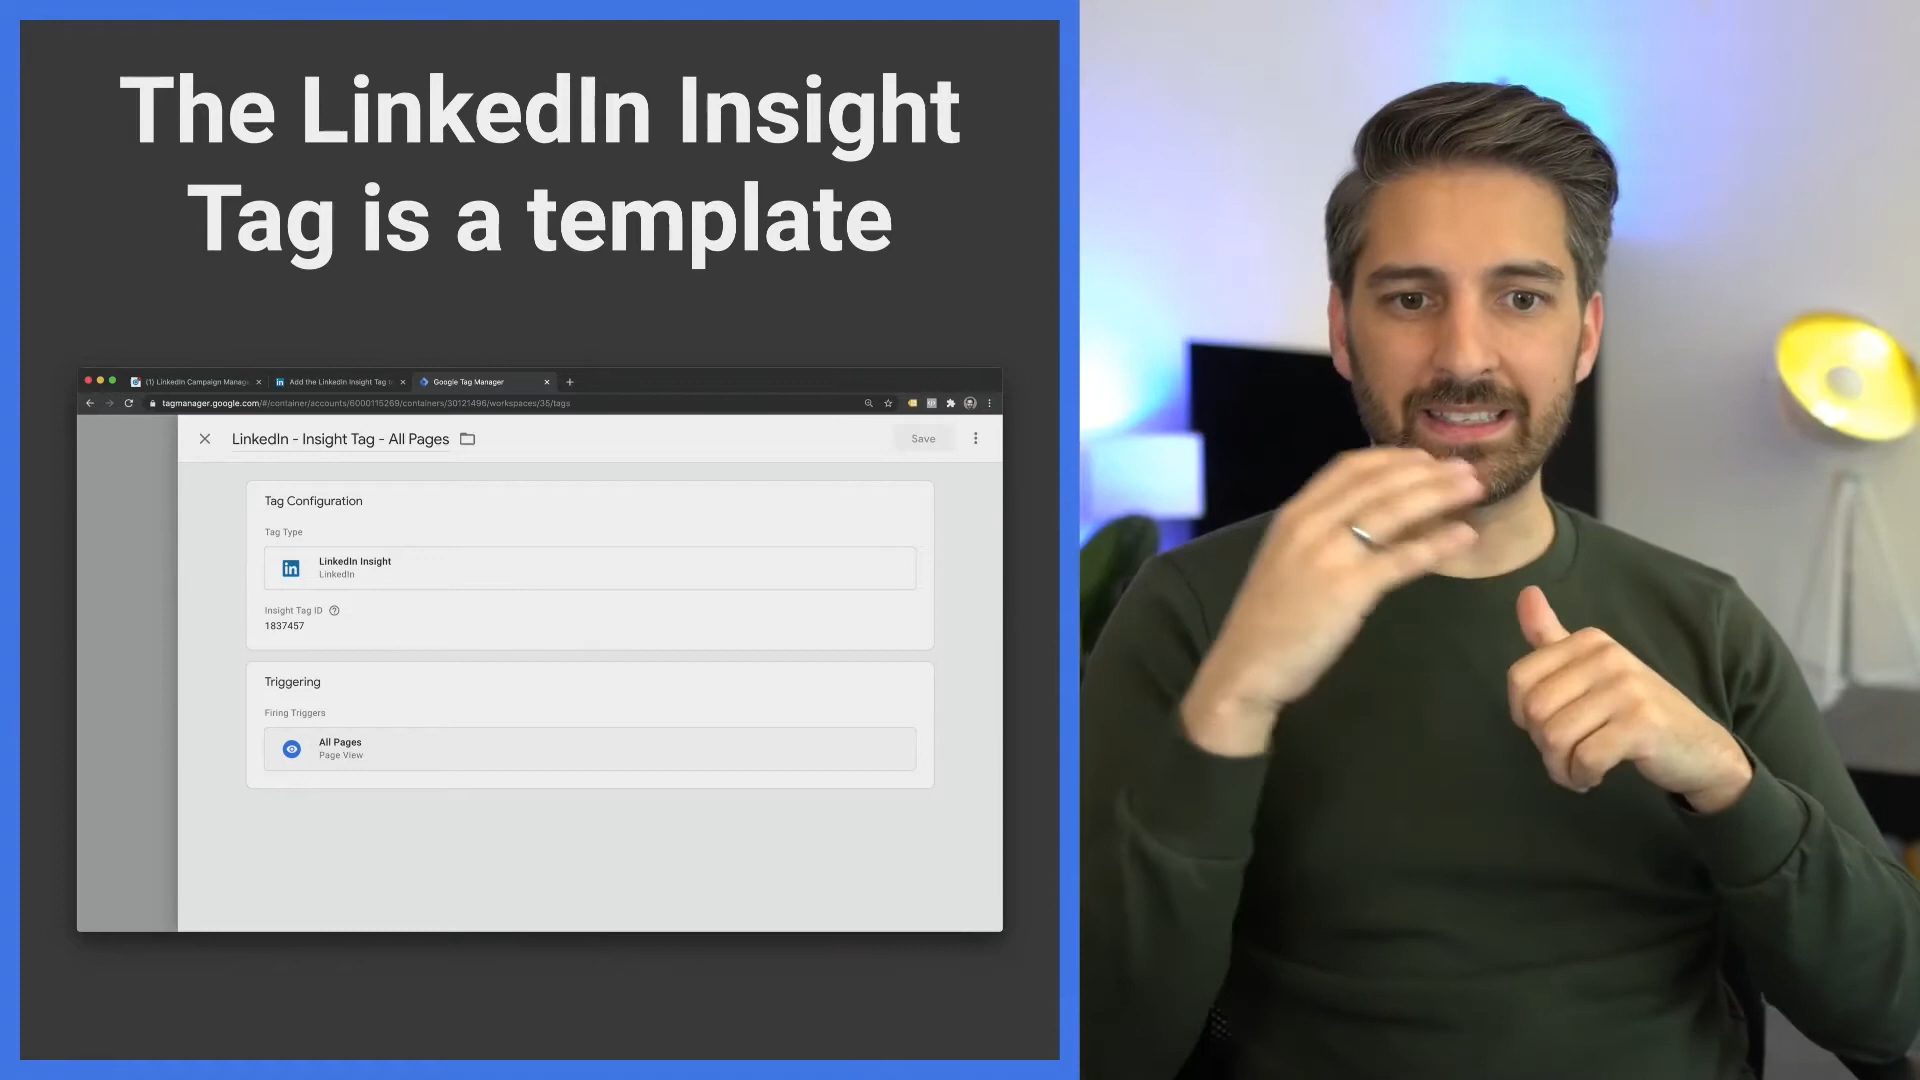 The LinkedIn Insight
Tag is a template
(1) LinkedIn Campaign Manag
Add the LinkedIn Insight Tag t
Google Tag Manager
tagmanager.google.com/#/container/accounts/6000115269/containers/30121496/workspaces/35/tags
LinkedIn - Insight Tag - All Pages
Save
Tag Configuration
Tag Type
in
LinkedIn Insight
LinkedIn
Insight Tag ID
1837457
Triggering
Firing Triggers
All Pages
Page View